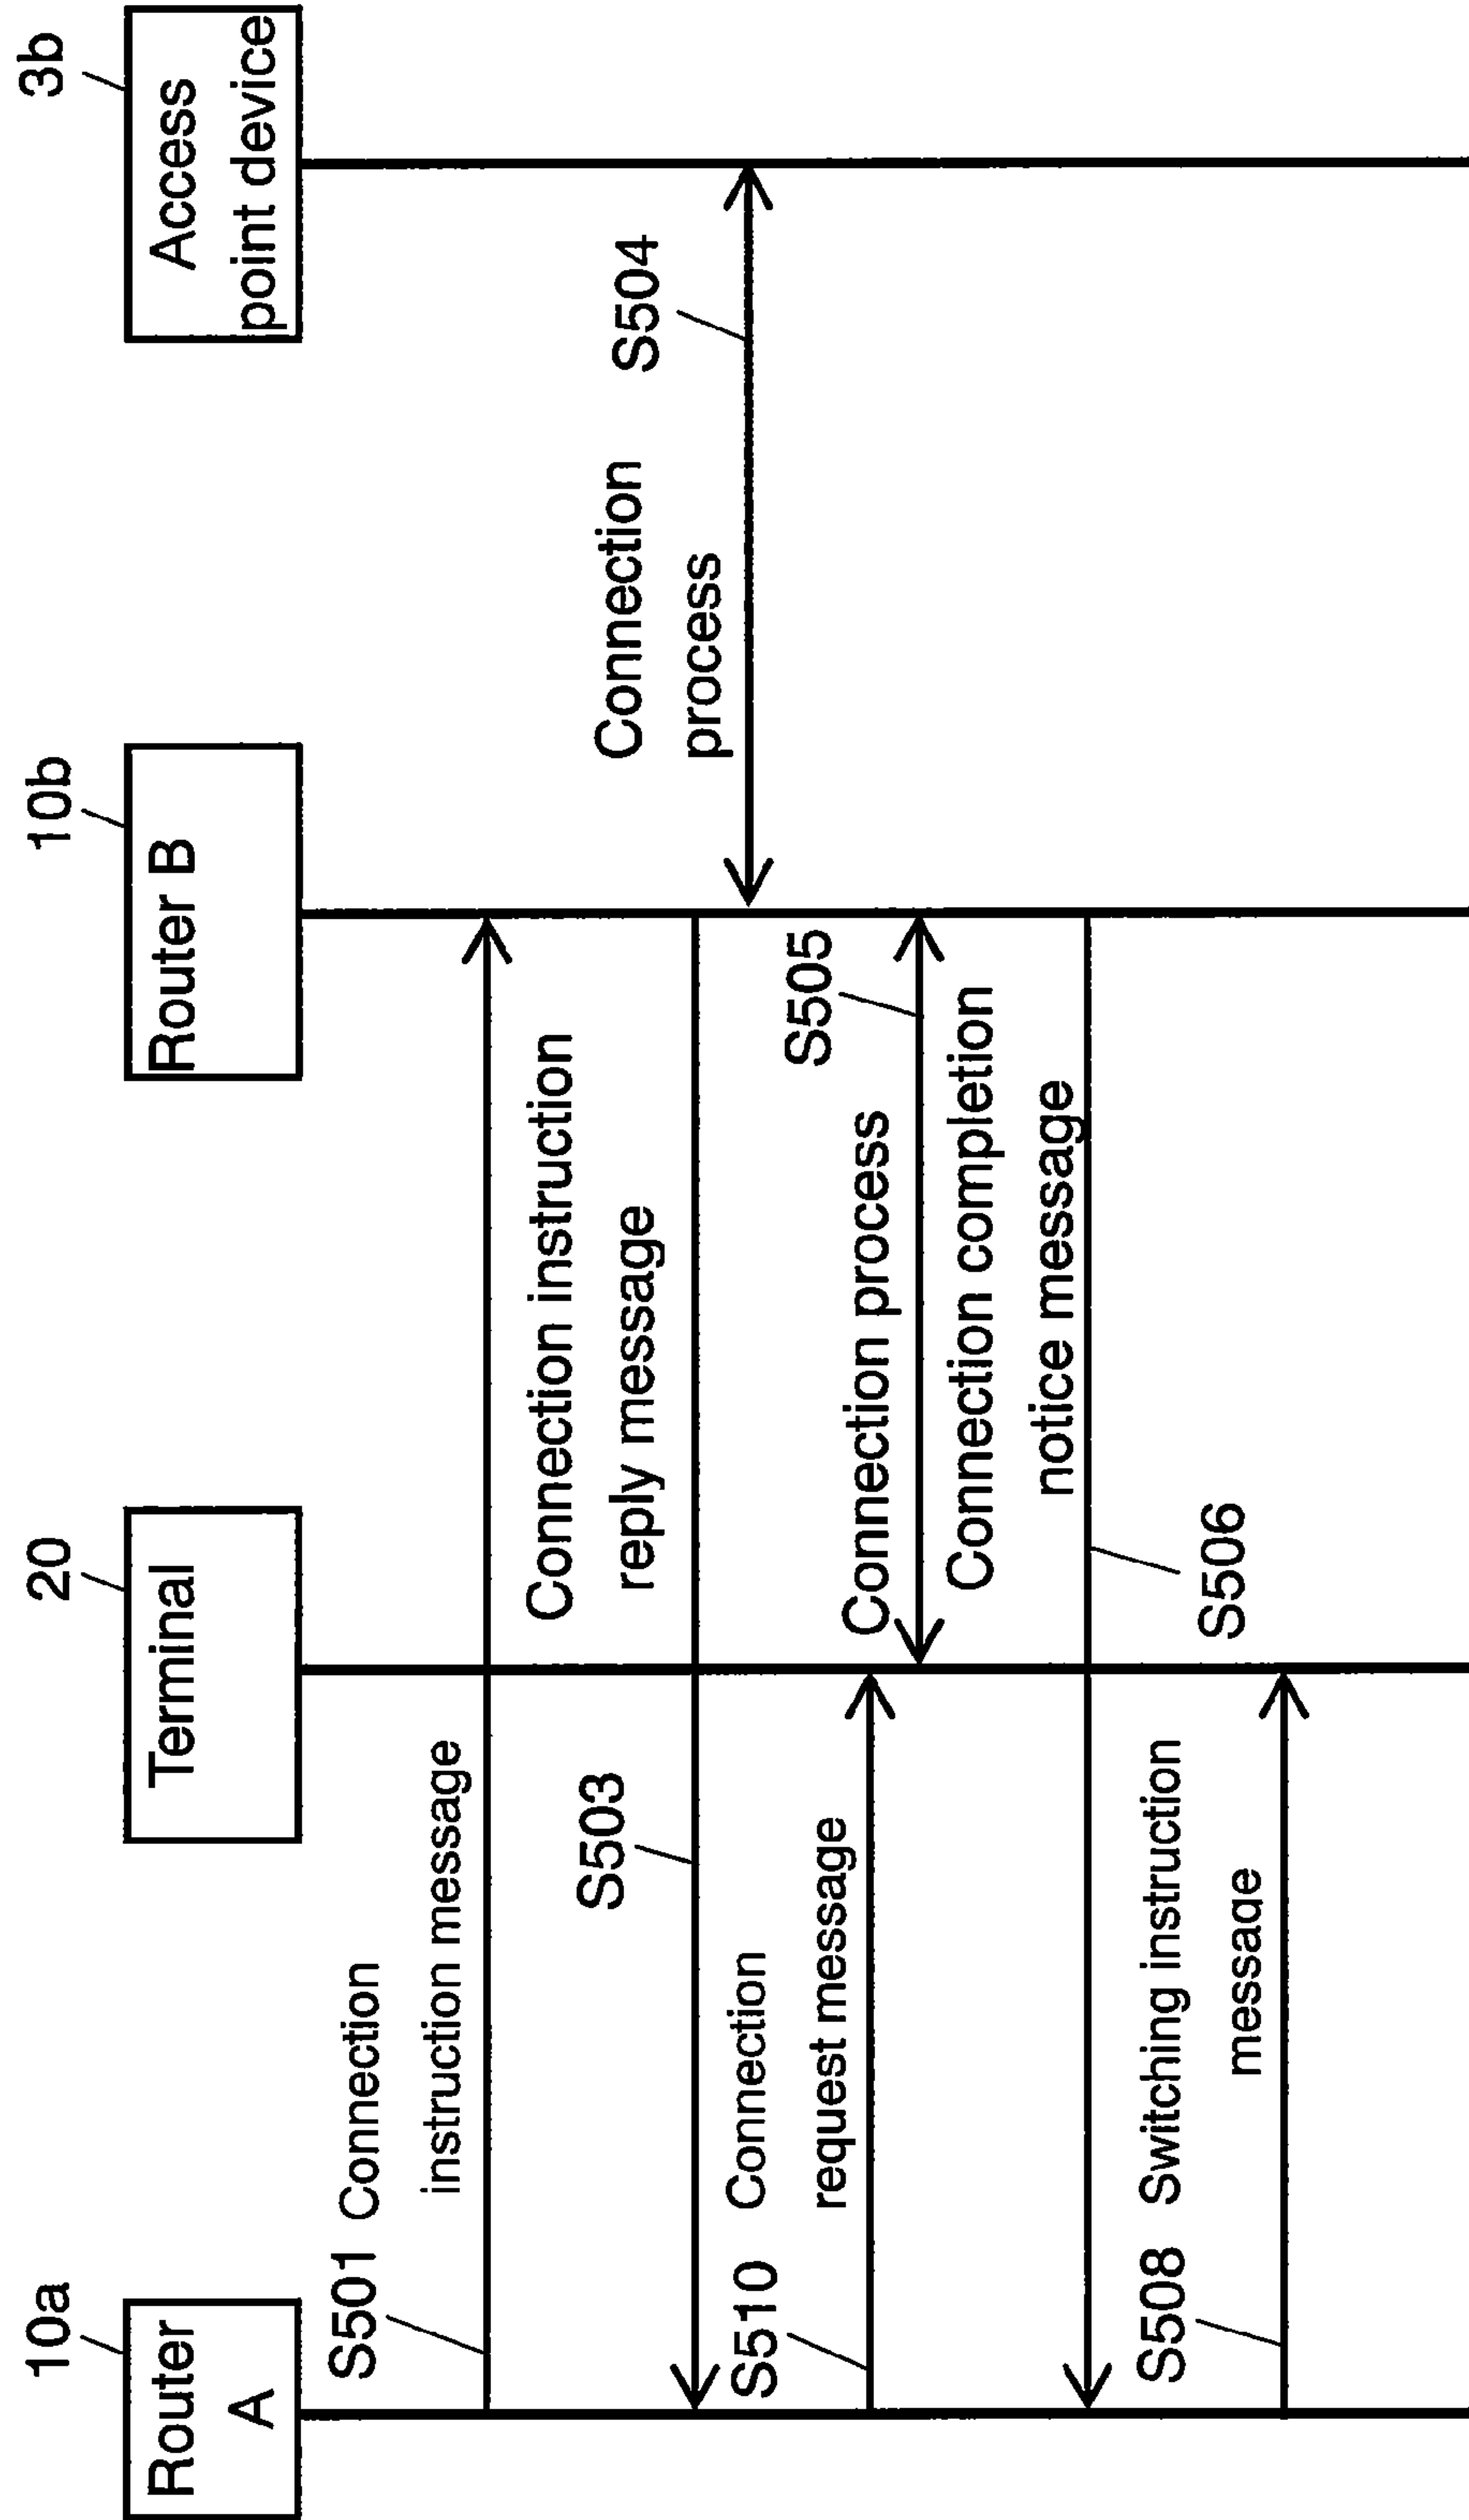 10a
20
10b
3b
Router
A
Terminal
Router B
Access
point device
S501
Connection
instruction message
Connection instruction
reply message
S503
Connection
process
S504
S510
Connection
request message
Connection process
S505
Connection completion
notice message
S506
S508
Switching instruction
message